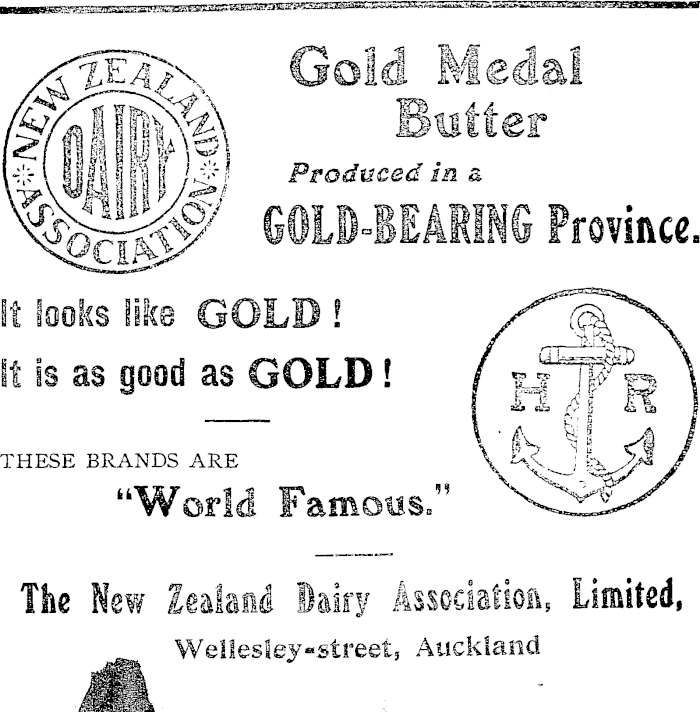 NEW ZEALAND
DAIRY
ASSOCIATION
Gold Medal
Butter
Produced in a
GOLD-BEARING Province.
It looks like GOLD!
It is as good as GOLD!
H R
THESE BRANDS ARE
"World Famous."
The New Zealand Dairy Association, Limited,
Wellesley-street, Auckland